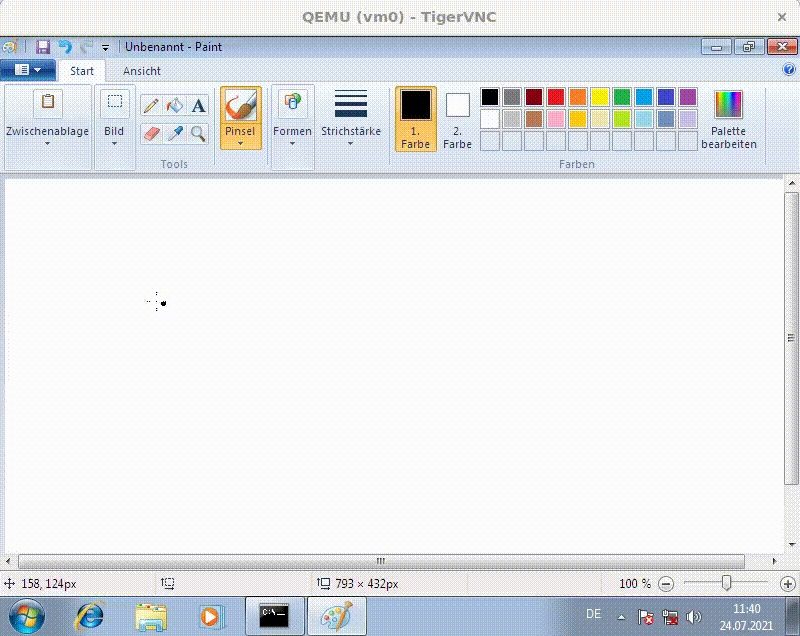 QEMU (vm0) - TigerVNC
Unbenannt - Paint
Start Ansicht
Zwischenablage Bild Pinsel Formen Strichstärke 1. Farbe 2. Farbe Palette bearbeiten
Tools Farben
158, 124px 793 × 432px 100 %
C:\
DE 11:40
24.07.2021